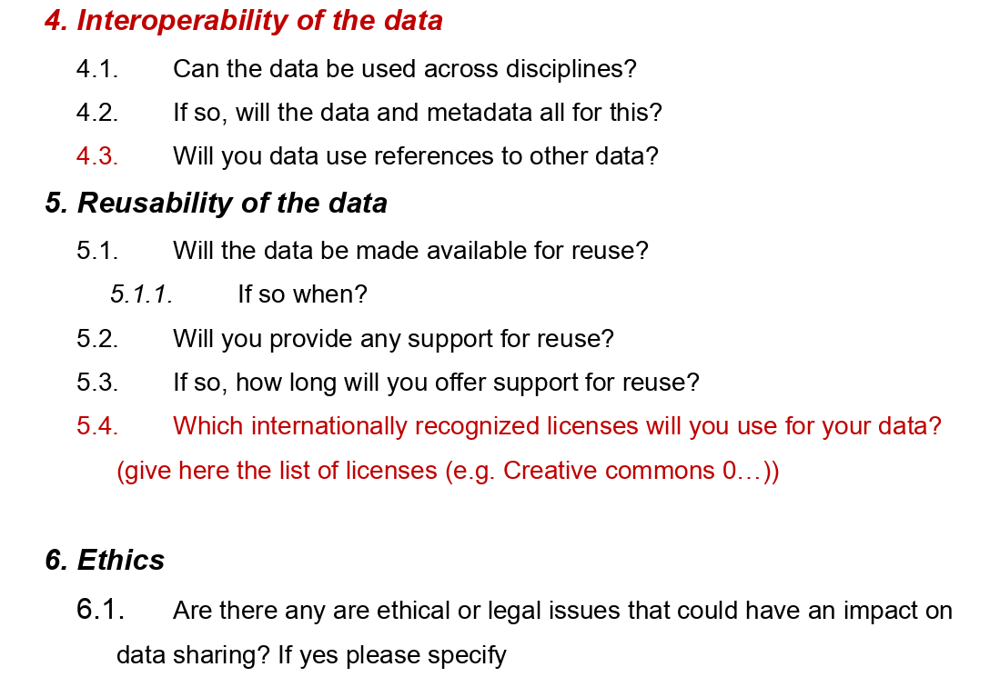 4. Interoperability of the data
4.1. Can the data be used across disciplines?
4.2. If so, will the data and metadata all for this?
4.3. Will you data use references to other data?
5. Reusability of the data
5.1. Will the data be made available for reuse?
5.1.1. If so when?
5.2. Will you provide any support for reuse?
5.3. If so, how long will you offer support for reuse?
5.4. Which internationally recognized licenses will you use for your data?
(give here the list of licenses (e.g. Creative commons 0…))
6. Ethics
6.1. Are there any are ethical or legal issues that could have an impact on
data sharing? If yes please specify